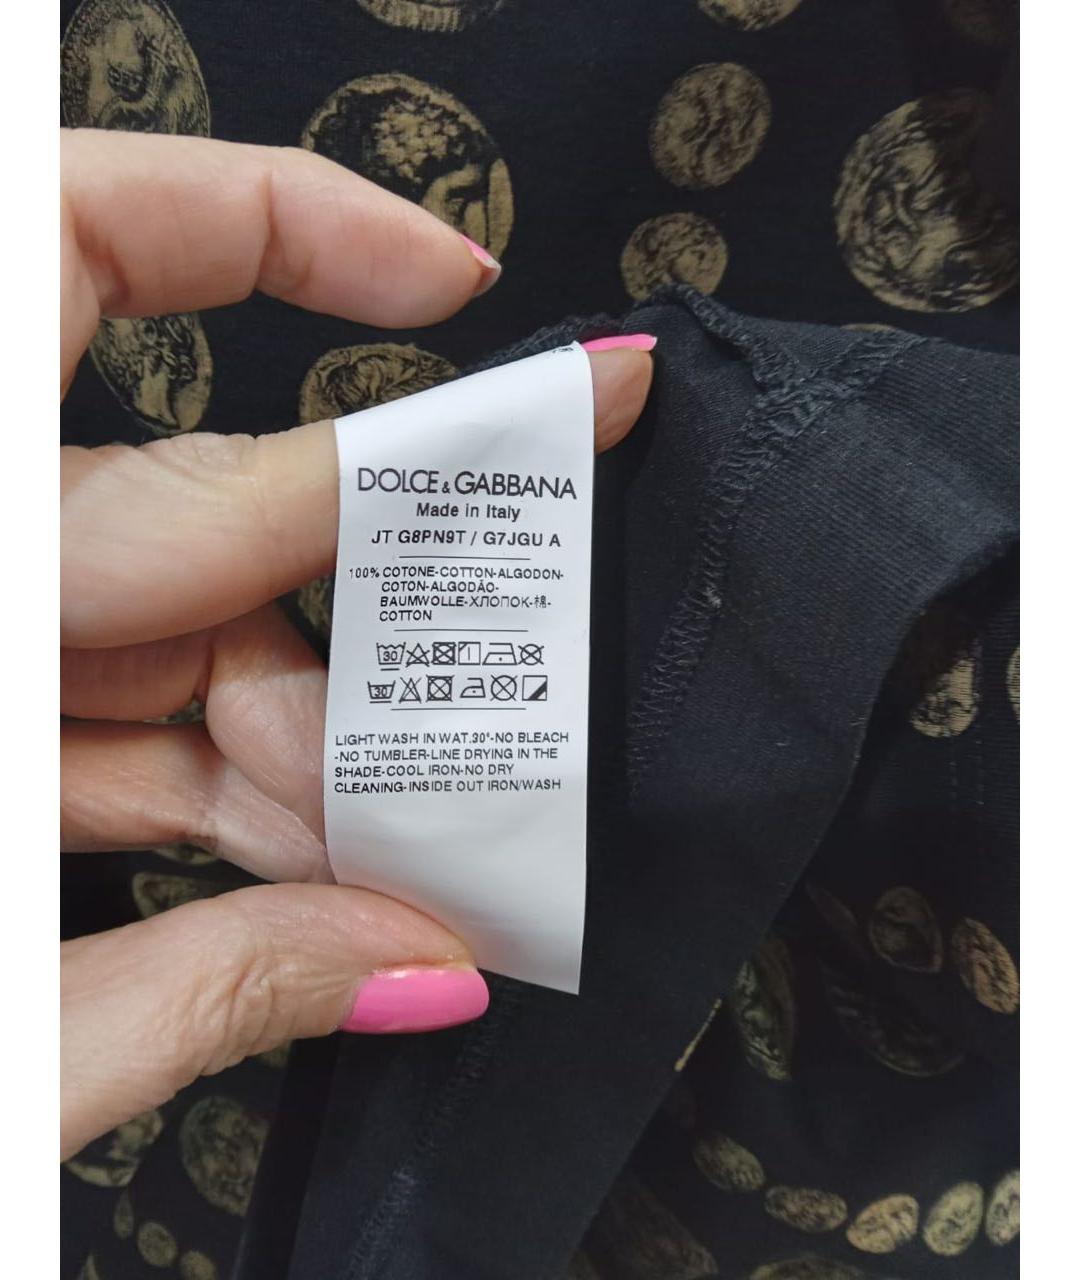 DOLCE & GABBANA
Made in Italy
JT G8PN9T / G7JGU A
100% COTONE-COTTON-ALGODON-
COTON-ALGODÃO-
BAUMWOLLE-ХЛОПОК-棉-
COTTON
30
30
LIGHT WASH IN WAT.30°-NO BLEACH
-NO TUMBLER-LINE DRYING IN THE
SHADE-COOL IRON-NO DRY
CLEANING-INSIDE OUT IRON/WASH